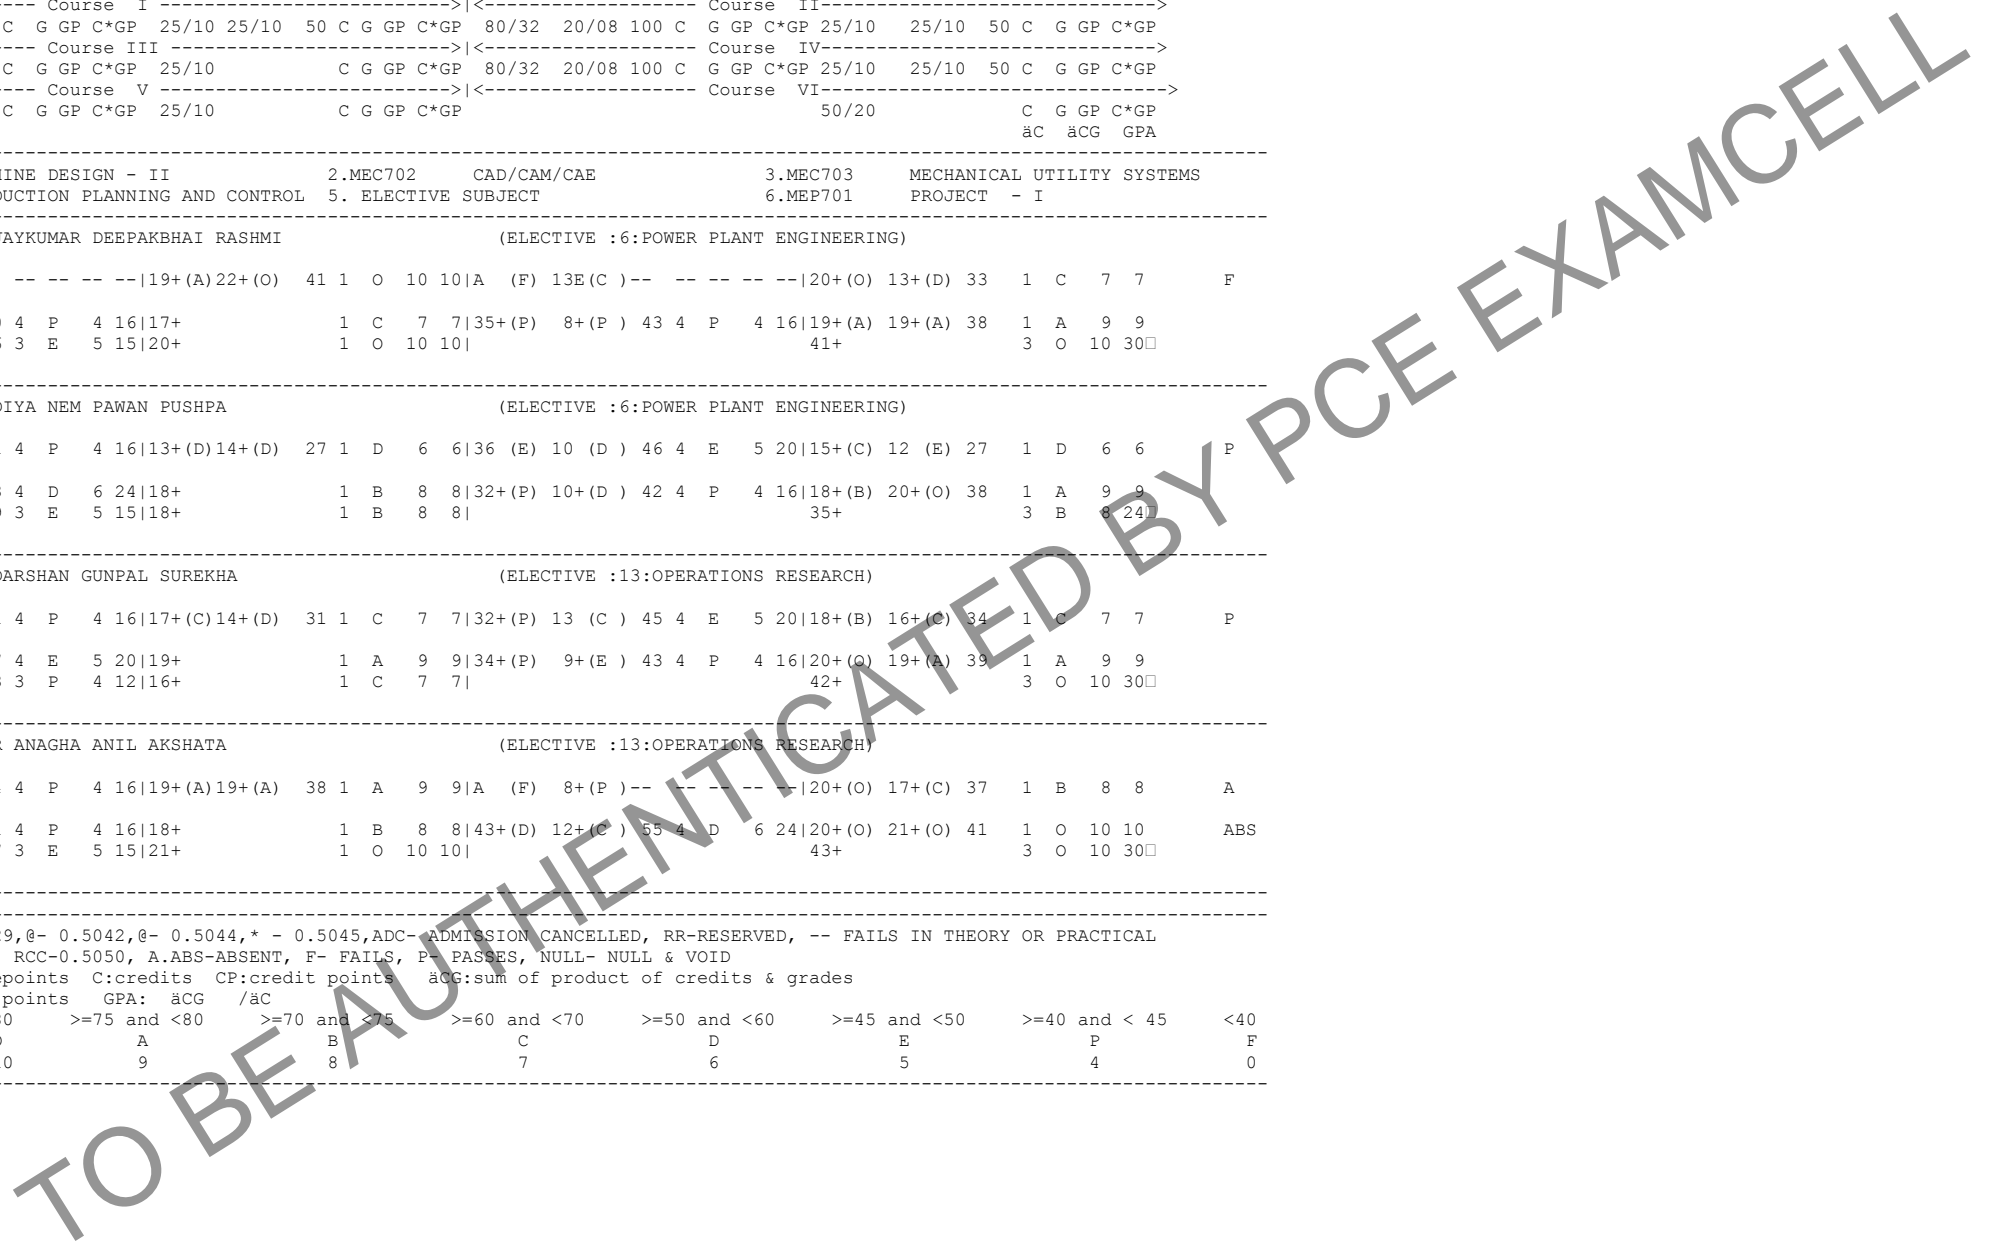 ---- Course I -------------------------->|<------------------- Course II------------------------------>
C G GP C*GP 25/10 25/10 50 C G GP C*GP 80/32 20/08 100 C G GP C*GP 25/10 25/10 50 C G GP C*GP
---- Course III ------------------------->|<------------------- Course IV------------------------------>
C G GP C*GP 25/10 C G GP C*GP 80/32 20/08 100 C G GP C*GP 25/10 25/10 50 C G GP C*GP
---- Course V -------------------------->|<------------------- Course VI------------------------------->
C G GP C*GP 25/10 C G GP C*GP 50/20 C G GP C*GP
äC äCG GPA
DESIGN - II 2.MEC702 CAD/CAM/CAE 3.MEC703 MECHANICAL UTILITY SYSTEMS
PLANNING AND CONTROL 5. ELECTIVE SUBJECT 6.MEP701 PROJECT - I
DEEPAKBHAI RASHMI (ELECTIVE :6:POWER PLANT ENGINEERING)
-- -- -- --|19+(A)22+(O) 41 1 O 10 10|A (F) 13E(C )-- -- -- -- --|20+(O) 13+(D) 33 1 C 7 7 F
4 P 4 16|17+ 1 C 7 7|35+(P) 8+(P ) 43 4 P 4 16|19+(A) 19+(A) 38 1 A 9 9
3 E 5 15|20+ 1 O 10 10| 41+ 3 O 10 30□
NEM PAWAN PUSHPA (ELECTIVE :6:POWER PLANT ENGINEERING)
4 P 4 16|13+(D)14+(D) 27 1 D 6 6|36 (E) 10 (D ) 46 4 E 5 20|15+(C) 12 (E) 27 1 D 6 6 P
4 D 6 24|18+ 1 B 8 8|32+(P) 10+(D ) 42 4 P 4 16|18+(B) 20+(O) 38 1 A 9 9
3 E 5 15|18+ 1 B 8 8| 35+ 3 B 8 24□
DARSHAN GUNPAL SUREKHA (ELECTIVE :13:OPERATIONS RESEARCH)
4 P 4 16|17+(C)14+(D) 31 1 C 7 7|32+(P) 13 (C ) 45 4 E 5 20|18+(B) 16+(C) 34 1 C 7 7 P
4 E 5 20|19+ 1 A 9 9|34+(P) 9+(E ) 43 4 P 4 16|20+(O) 19+(A) 39 1 A 9 9
3 P 4 12|16+ 1 C 7 7| 42+ 3 O 10 30□
ANAGHA ANIL AKSHATA (ELECTIVE :13:OPERATIONS RESEARCH)
4 P 4 16|19+(A)19+(A) 38 1 A 9 9|A (F) 8+(P )-- -- -- -- --|20+(O) 17+(C) 37 1 B 8 8 A
4 P 4 16|18+ 1 B 8 8|43+(D) 12+(C ) 55 4 D 6 24|20+(O) 21+(O) 41 1 O 10 10 ABS
3 E 5 15|21+ 1 O 10 10| 43+ 3 O 10 30□
29,@- 0.5042,@- 0.5044,* - 0.5045,ADC- ADMISSION CANCELLED, RR-RESERVED, -- FAILS IN THEORY OR PRACTICAL
RCC-0.5050, A.ABS-ABSENT, F- FAILS, P- PASSES, NULL- NULL & VOID
C:credits CP:credit points äCG:sum of product of credits & grades
points GPA: äCG /äC
>=75 and <80 >=70 and <75 >=60 and <70 >=50 and <60 >=45 and <50 >=40 and < 45 <40
A B C D E P F
9 8 7 6 5 4 0
TO BE AUTHENTICATED BY PCE EXAMCELL